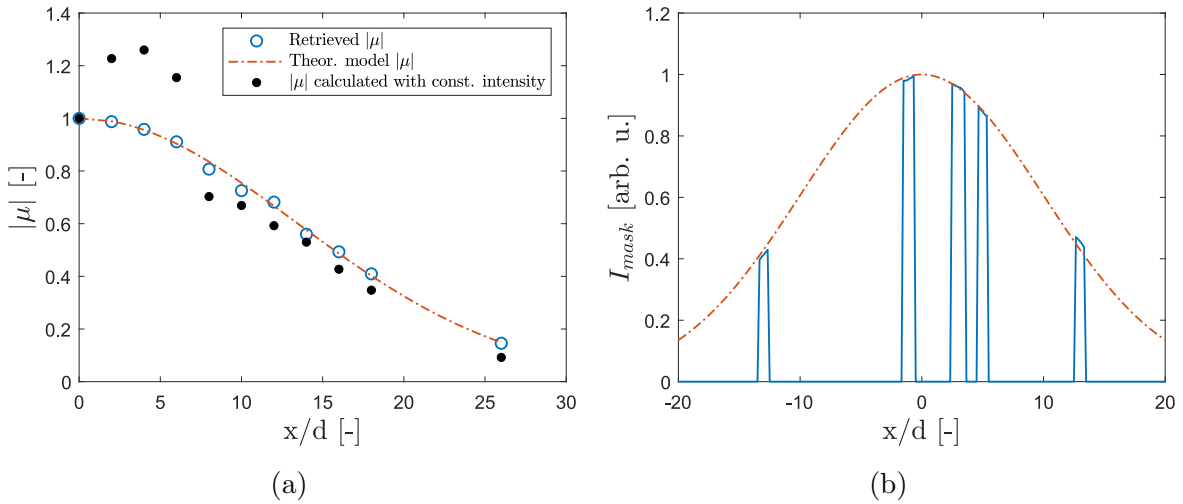 1.4
1.2
1
0.8
0.6
0.4
0.2
0
|μ| [-]
Retrieved |μ|
Theor. model |μ|
|μ| calculated with const. intensity
0 5 10 15 20 25 30
x/d [-]
(a)
1.2
1
0.8
0.6
0.4
0.2
0
I_mask [arb. u.]
-20 -10 0 10 20
x/d [-]
(b)